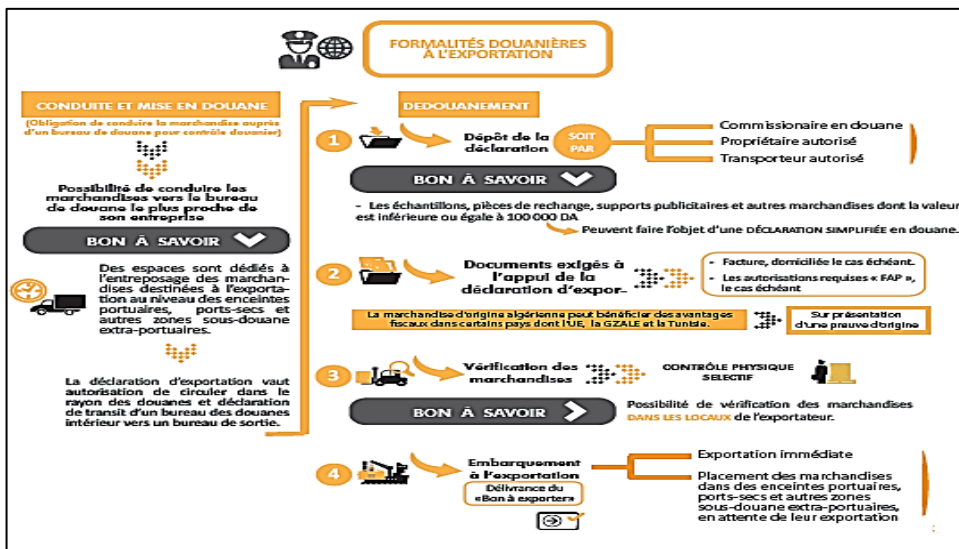 FORMALITÉS DOUANIÈRES
À L'EXPORTATION
CONDUITE ET MISE EN DOUANE
(Obligation de conduire la marchandise auprès
d'un bureau de douane pour contrôle douanier)
Possibilité de conduire les
marchandises vers le bureau
de douane le plus proche de
son entreprise
BON À SAVOIR
Des espaces sont dédiés à
l'entreposage des marchan-
dises destinées à l'exporta-
tion au niveau des enceintes
portuaires, ports-secs et
autres zones sous-douane
extra-portuaires.
La déclaration d'exportation vaut
autorisation de circuler dans le
rayon des douanes et déclaration
de transit d'un bureau des douanes
intérieur vers un bureau de sortie.
DEDOUANEMENT
1
Dépôt de la
déclaration
SOIT
PAR
Commissionaire en douane
Propriétaire autorisé
Transporteur autorisé
BON À SAVOIR
- Les échantillons, pièces de rechange, supports publicitaires et autres marchandises dont la valeur
est inférieure ou égale à 100 000 DA
Peuvent faire l'objet d'une DÉCLARATION SIMPLIFIÉE en douane.
2
Documents exigés à
l'appui de la
déclaration d'expor-
- Facture, domiciliée le cas échéant.
- Les autorisations requises « FAP »,
le cas échéant
La marchandise d'origine algérienne peut bénéficier des avantages
fiscaux dans certains pays dont l'UE, la GZALE et la Tunisie.
Sur présentation
d'une preuve d'origine
3
Vérification des
marchandises
CONTRÔLE PHYSIQUE
SELECTIF
BON À SAVOIR
Possibilité de vérification des marchandises
DANS LES LOCAUX de l'exportateur.
4
Embarquement
à l'exportation
Délivrance du
«Bon à exporter»
Exportation immédiate
Placement des marchandises
dans des enceintes portuaires,
ports-secs et autres zones
sous-douane extra-portuaires,
en attente de leur exportation